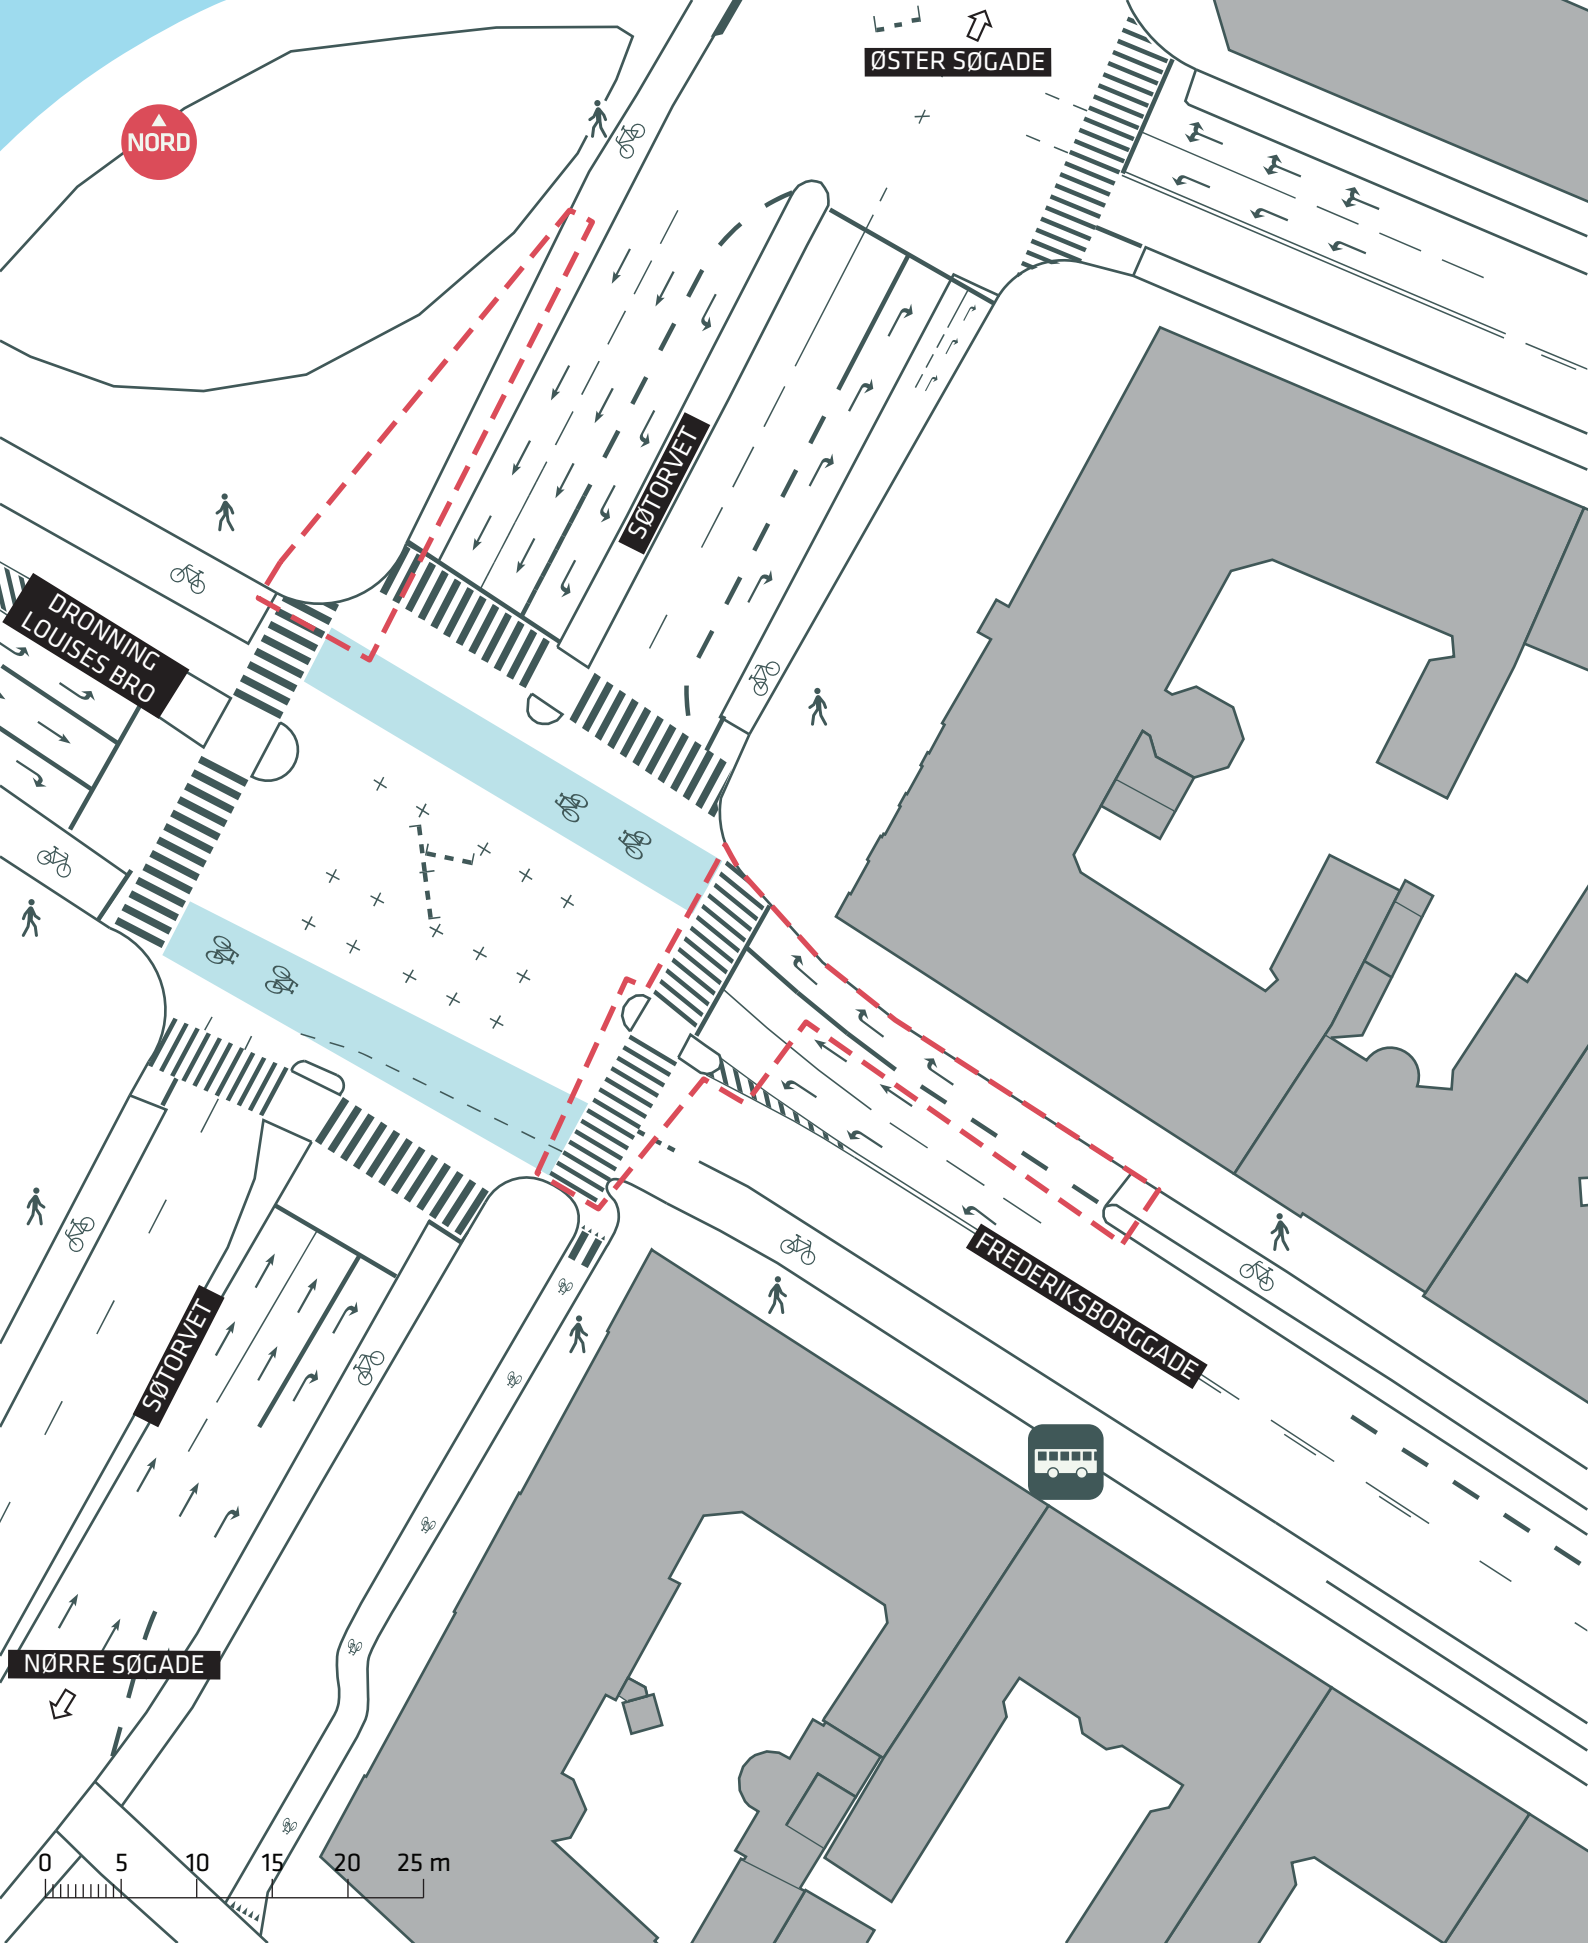 ØSTER SØGADE
NORD
SØTORVET
DRONNING
LOUISES BRO
FREDERIKSBORGGADE
SØTORVET
NØRRE SØGADE
0 5 10 15 20 25 m